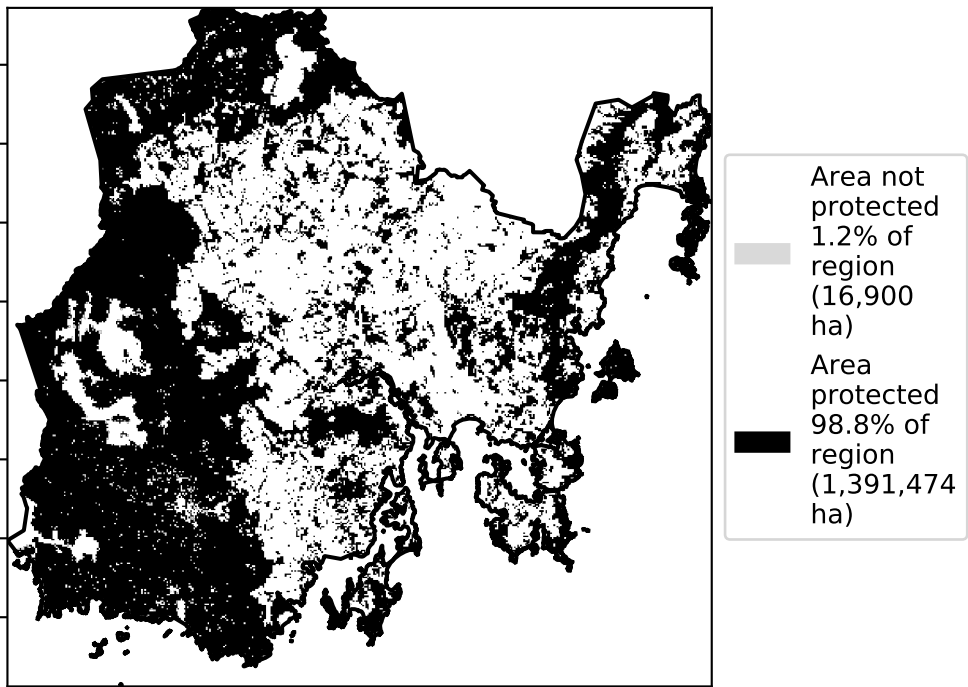 Area not
protected
1.2% of
region
(16,900
ha)
Area
protected
98.8% of
region
(1,391,474
ha)